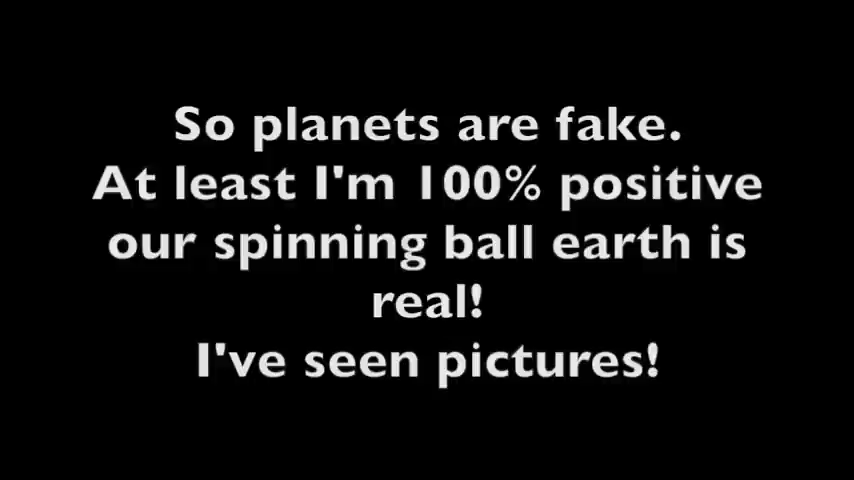 So planets are fake.
At least I'm 100% positive
our spinning ball earth is
real!
I've seen pictures!